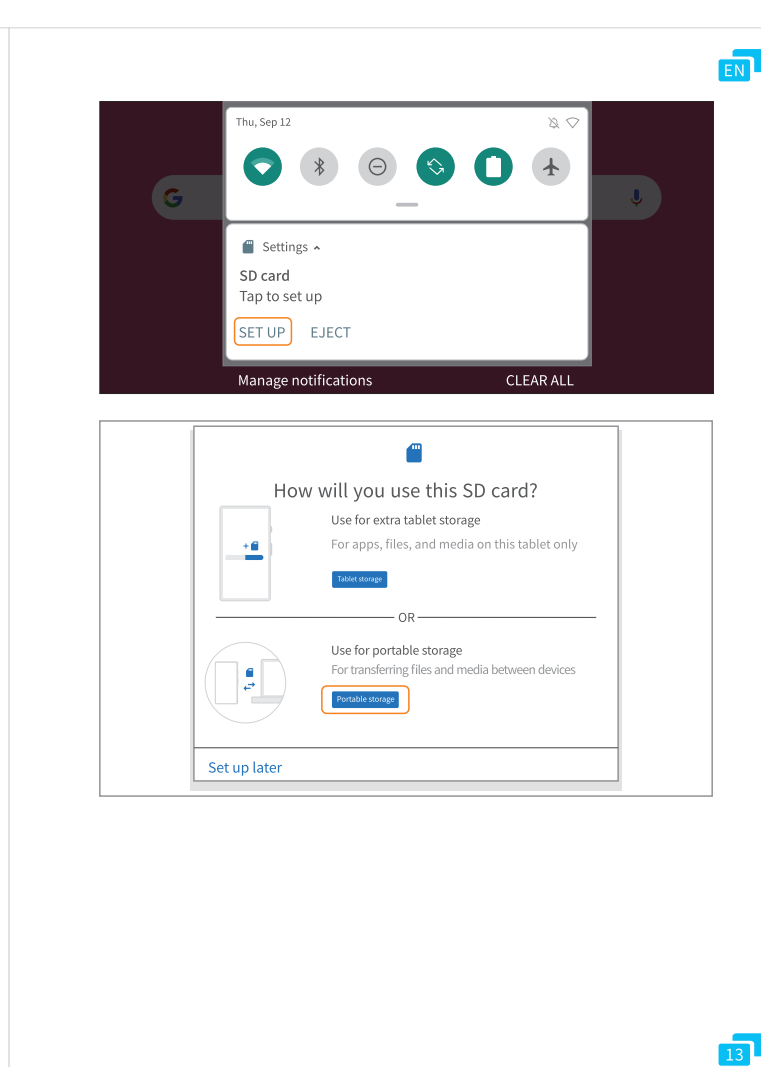 EN
Thu, Sep 12
G
Settings
SD card
Tap to set up
SET UP EJECT
Manage notifications CLEAR ALL
How will you use this SD card?
Use for extra tablet storage
For apps, files, and media on this tablet only
Tablet storage
OR
Use for portable storage
For transferring files and media between devices
Portable storage
Set up later
13